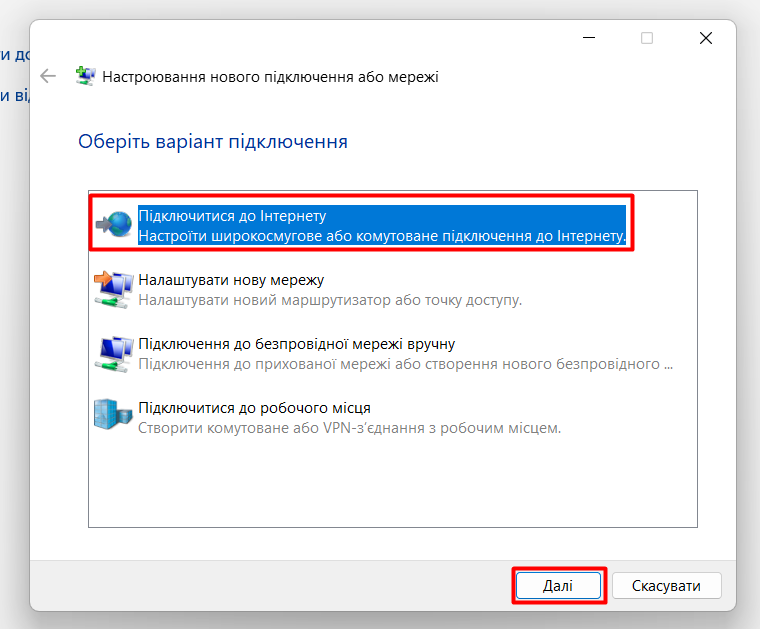 и до
Настроювання нового підключення або мережі
и від
Оберіть варіант підключення
Підключитися до Інтернету
Настроїти широкосмугове або комутоване підключення до Інтернету.
Налаштувати нову мережу
Налаштувати новий маршрутизатор або точку доступу.
Підключення до безпровідної мережі вручну
Підключення до прихованої мережі або створення нового безпровідного ...
Підключитися до робочого місця
Створити комутоване або VPN-з'єднання з робочим місцем.
Далі
Скасувати